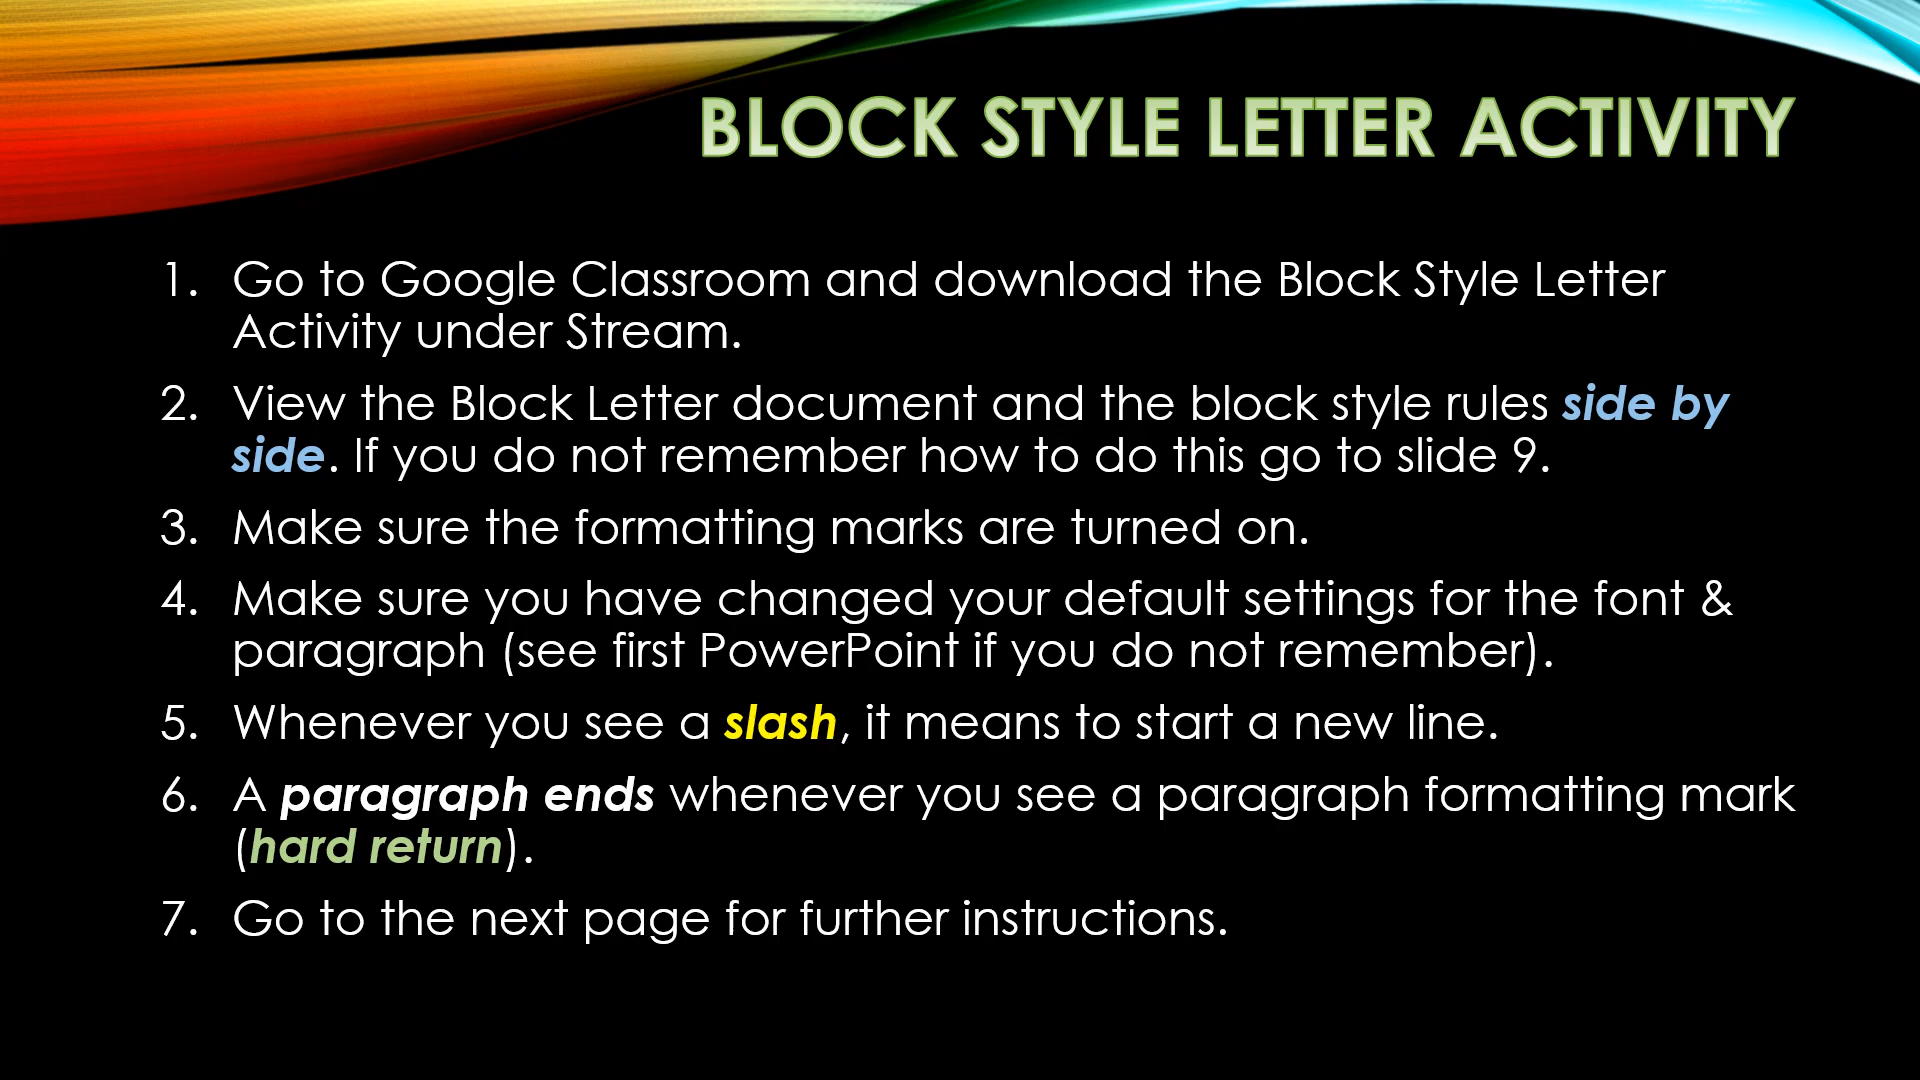 BLOCK STYLE LETTER ACTIVITY
1. Go to Google Classroom and download the Block Style Letter
Activity under Stream.
2. View the Block Letter document and the block style rules side by
side. If you do not remember how to do this go to slide 9.
3. Make sure the formatting marks are turned on.
4. Make sure you have changed your default settings for the font &
paragraph (see first PowerPoint if you do not remember).
5. Whenever you see a slash, it means to start a new line.
6. A paragraph ends whenever you see a paragraph formatting mark
(hard return).
7. Go to the next page for further instructions.